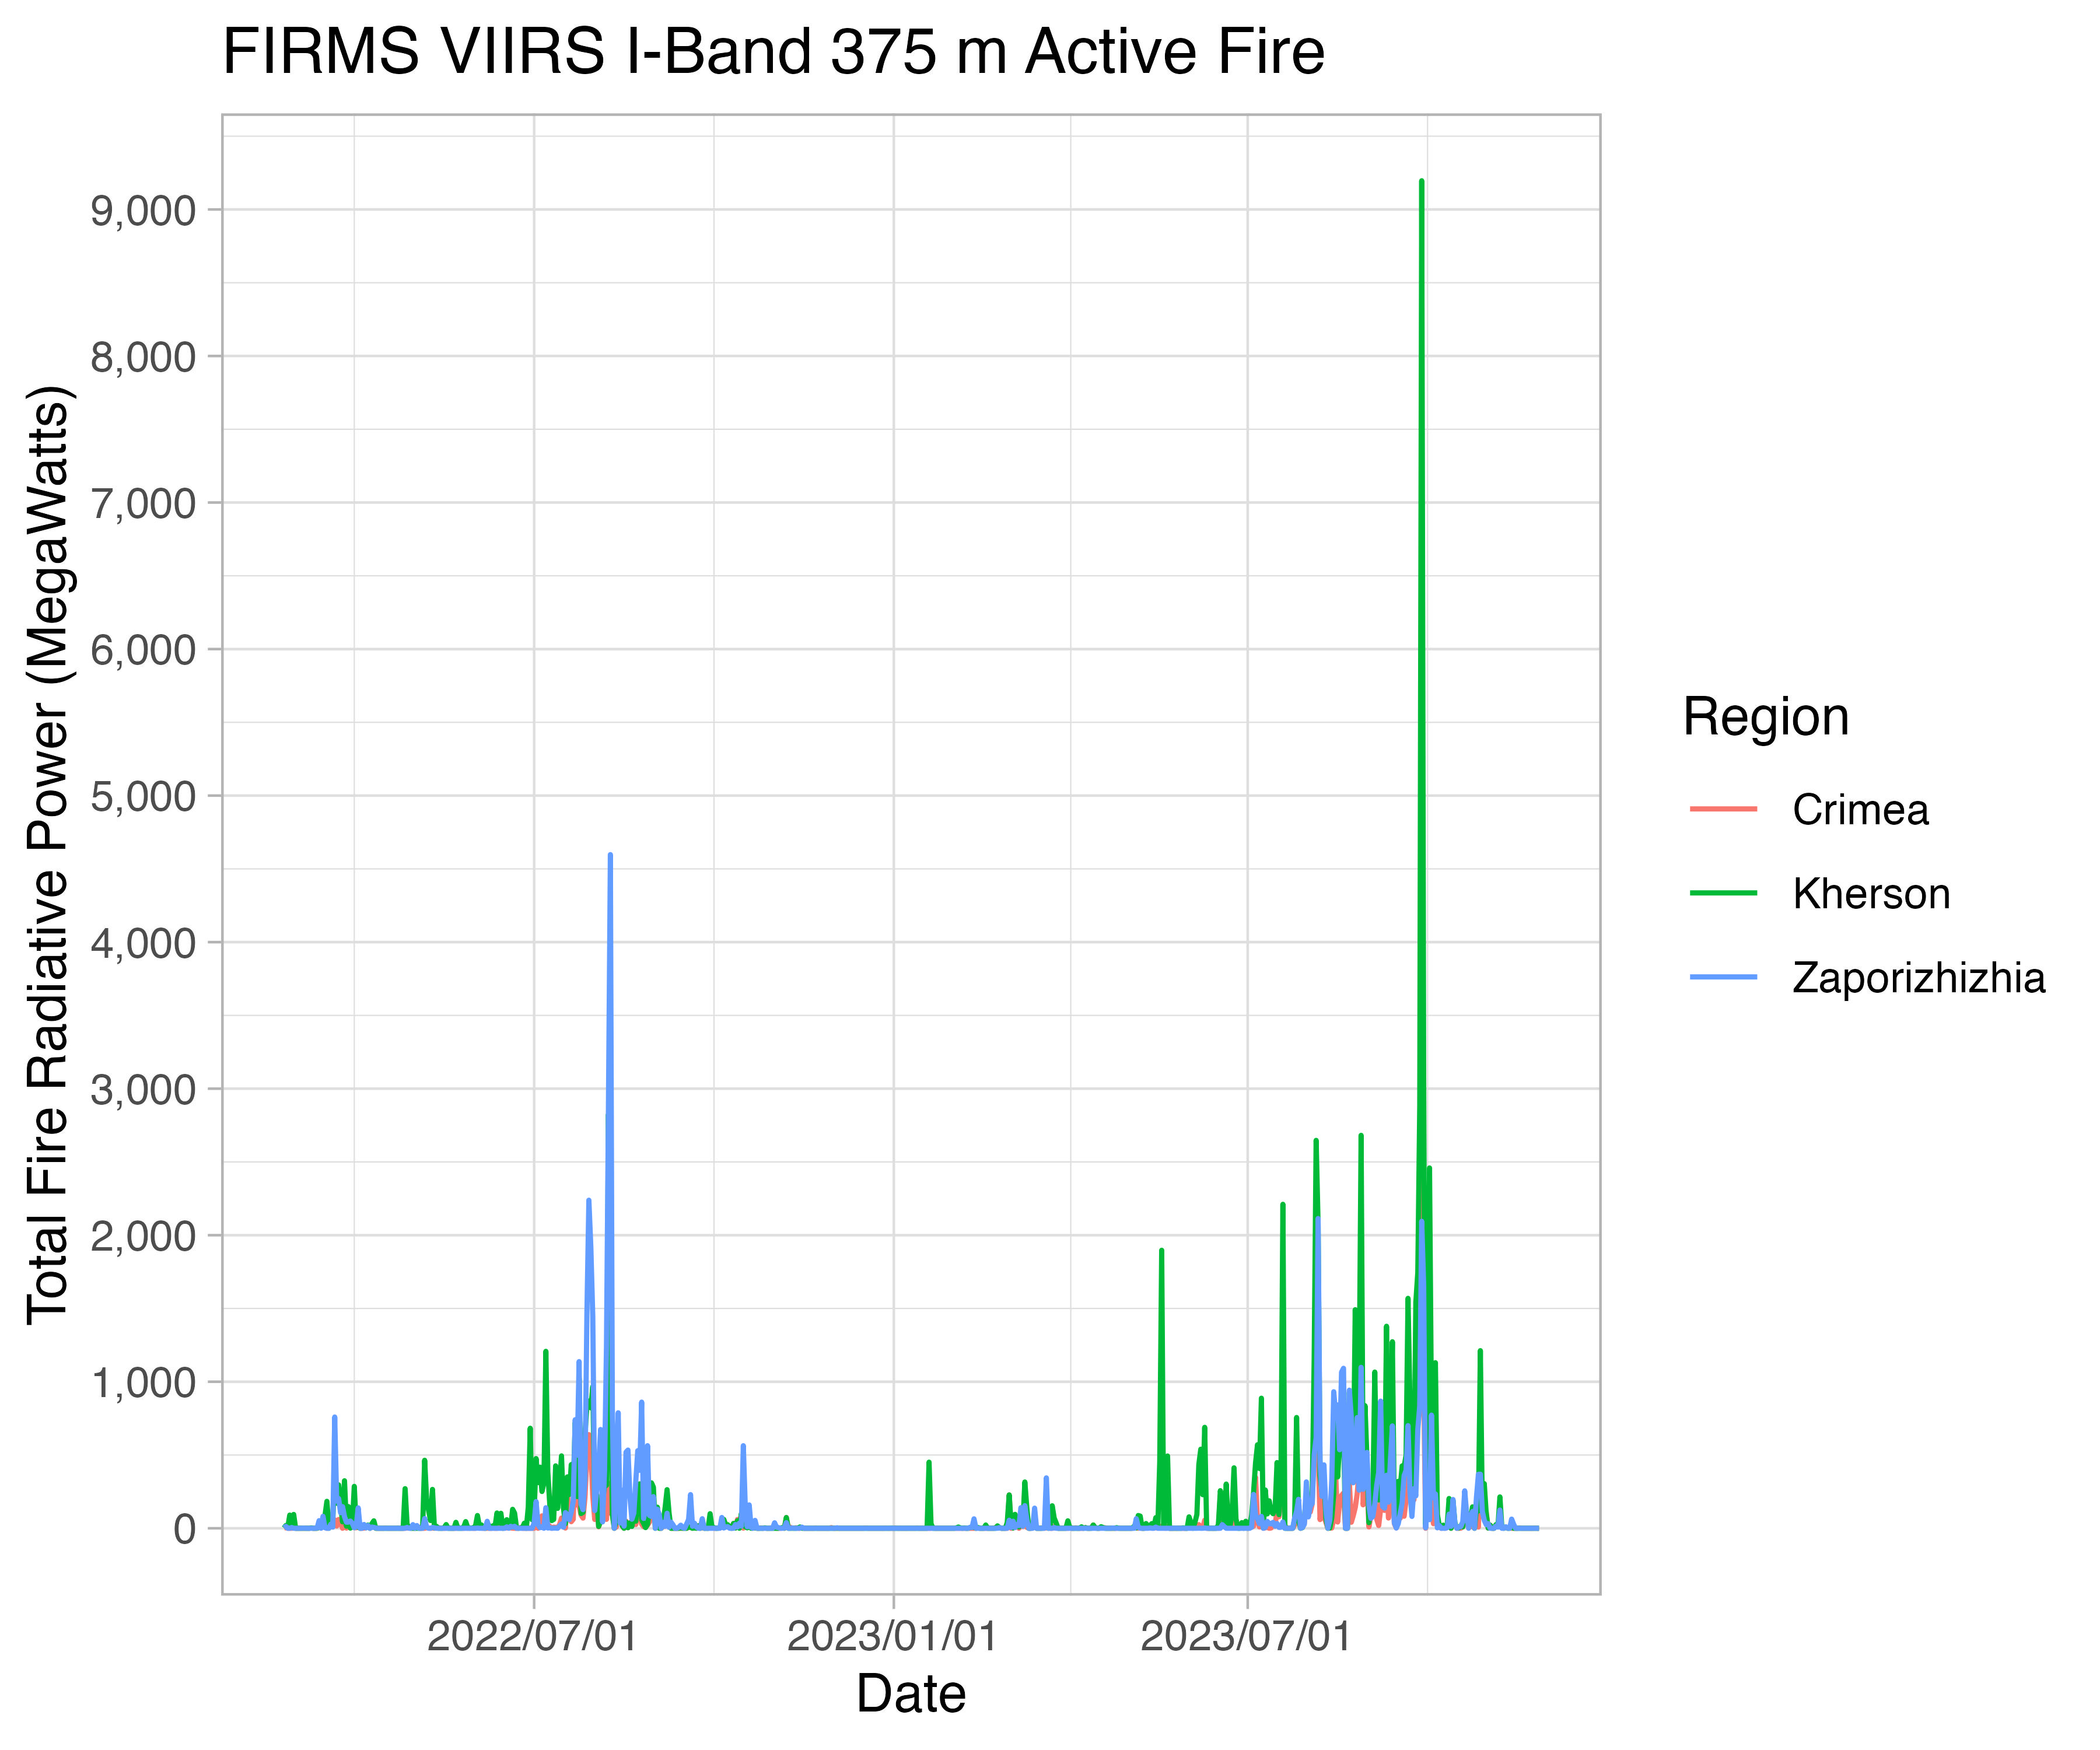 FIRMS VIIRS I-Band 375 m Active Fire
Total Fire Radiative Power (MegaWatts)
9,000
8,000
7,000
6,000
5,000
4,000
3,000
2,000
1,000
0
2022/07/01
2023/01/01
2023/07/01
Date
Region
Crimea
Kherson
Zaporizhizhia